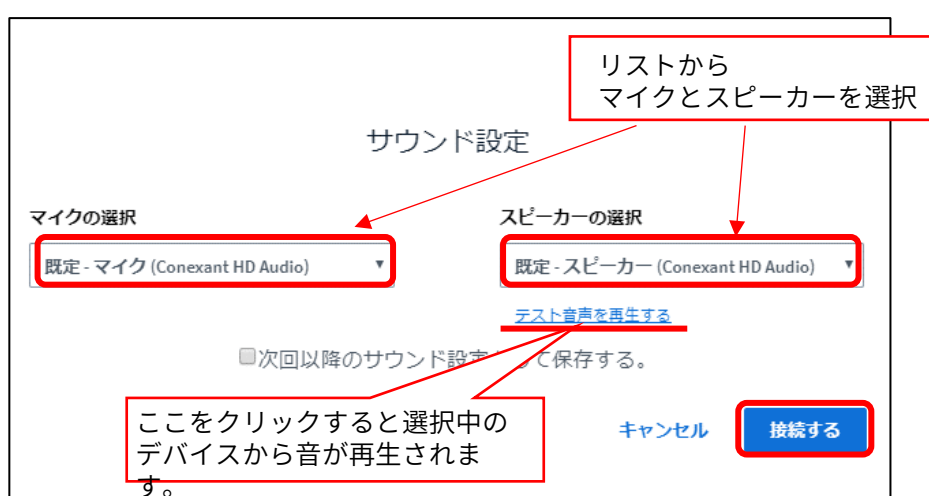 リストから
マイクとスピーカーを選択
サウンド設定
マイクの選択
スピーカーの選択
既定 - マイク (Conexant HD Audio)
既定 - スピーカー (Conexant HD Audio)
テスト音声を再生する
次回以降のサウンド設定 して保存する。
ここをクリックすると選択中の
デバイスから音が再生されま
す。
キャンセル
接続する